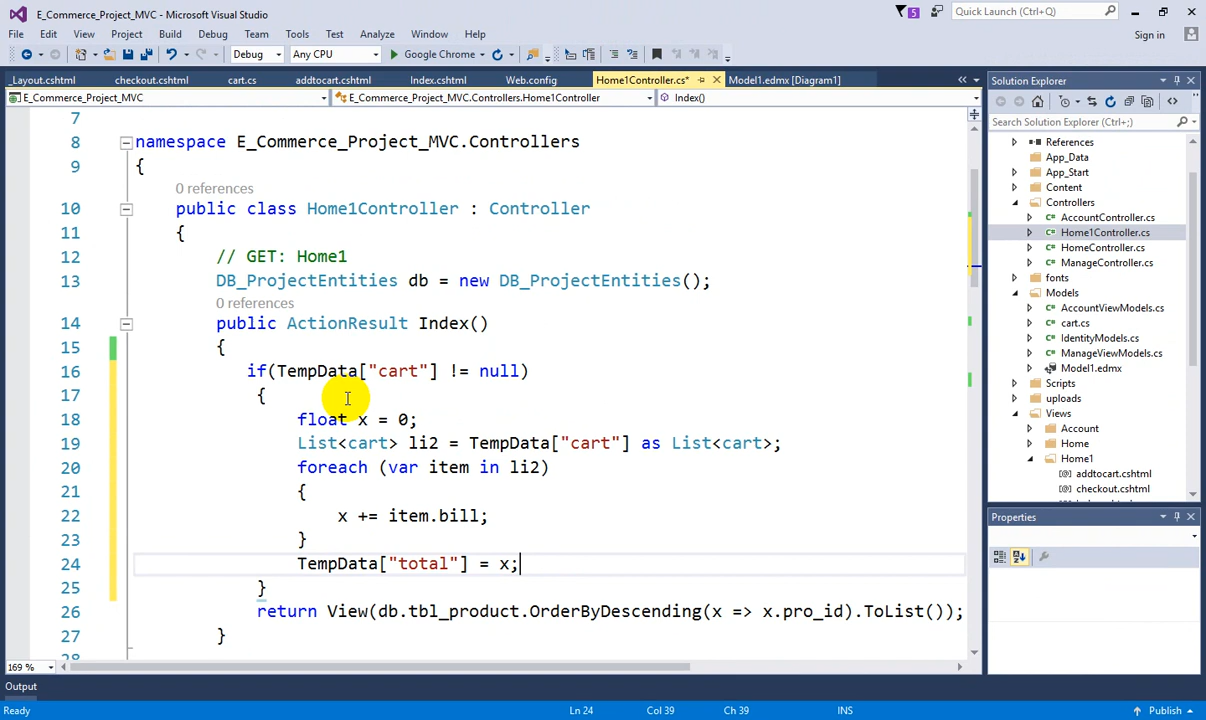 E_Commerce_Project_MVC - Microsoft Visual Studio
5
Quick Launch (Ctrl+Q)
File Edit View Project Build Debug Team Tools Test Analyze Window Help
Sign in
Debug Any CPU Google Chrome
_Layout.cshtml checkout.cshtml cart.cs addtocart.cshtml Index.cshtml Web.config Home1Controller.cs* Model1.edmx [Diagram1]
E_Commerce_Project_MVC E_Commerce_Project_MVC.Controllers.Home1Controller Index()
7
8 namespace E_Commerce_Project_MVC.Controllers
9 {
0 references
10 public class Home1Controller : Controller
11 {
12 // GET: Home1
13 DB_ProjectEntities db = new DB_ProjectEntities();
0 references
14 public ActionResult Index()
15 {
16 if(TempData["cart"] != null)
17 {
18 float x = 0;
19 List<cart> li2 = TempData["cart"] as List<cart>;
20 foreach (var item in li2)
21 {
22 x += item.bill;
23 }
24 TempData["total"] = x;
25 }
26 return View(db.tbl_product.OrderByDescending(x => x.pro_id).ToList());
27 }
169 %
Output
Ready Ln 24 Col 39 Ch 39 INS Publish
Solution Explorer
Search Solution Explorer (Ctrl+;)
References
App_Data
App_Start
Content
Controllers
AccountController.cs
Home1Controller.cs
HomeController.cs
ManageController.cs
fonts
Models
AccountViewModels.cs
cart.cs
IdentityModels.cs
ManageViewModels.cs
Model1.edmx
Scripts
uploads
Views
Account
Home
Home1
addtocart.cshtml
checkout.cshtml
Properties